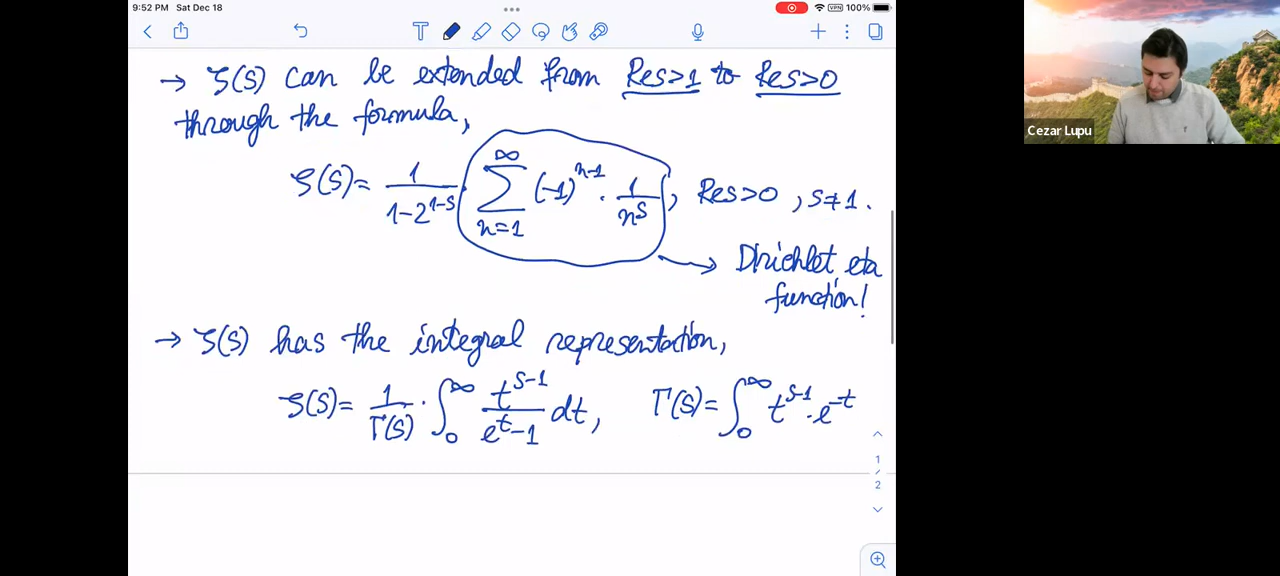 9:52 PM Sat Dec 18
VPN 100%
Cezar Lupu
→ ζ(s) can be extended from Res>1 to Res>0
through the formula,
ζ(s)= 1/(1-2^{1-s}) · ∑_{n=1}^{∞} (-1)^{n-1} · 1/n^s, Res>0, s≠1.
→ Dirichlet eta
function!
→ ζ(s) has the integral representation,
ζ(s)= 1/Γ(s) · ∫_0^∞ t^{s-1}/(e^t-1) dt, Γ(s)= ∫_0^∞ t^{s-1} · e^{-t}
1
/
2